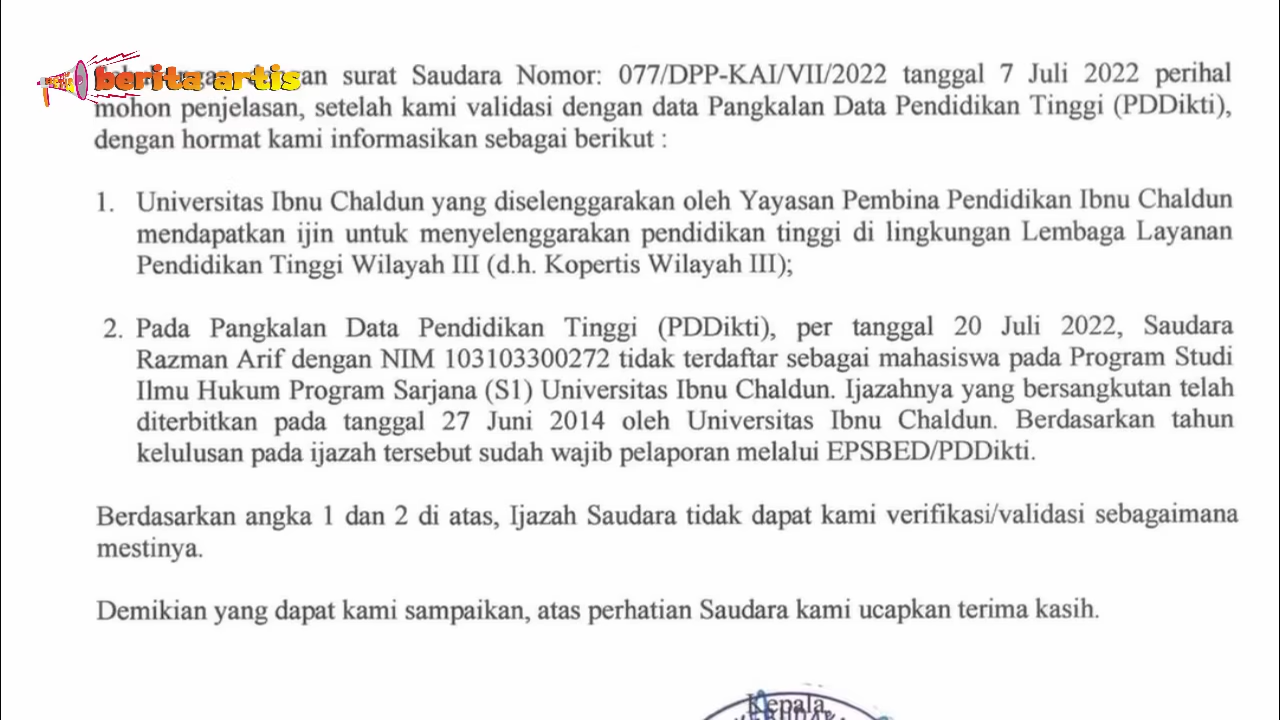 berita artis
an surat Saudara Nomor: 077/DPP-KAI/VII/2022 tanggal 7 Juli 2022 perihal
mohon penjelasan, setelah kami validasi dengan data Pangkalan Data Pendidikan Tinggi (PDDikti),
dengan hormat kami informasikan sebagai berikut :
1. Universitas Ibnu Chaldun yang diselenggarakan oleh Yayasan Pembina Pendidikan Ibnu Chaldun
mendapatkan ijin untuk menyelenggarakan pendidikan tinggi di lingkungan Lembaga Layanan
Pendidikan Tinggi Wilayah III (d.h. Kopertis Wilayah III);
2. Pada Pangkalan Data Pendidikan Tinggi (PDDikti), per tanggal 20 Juli 2022, Saudara
Razman Arif dengan NIM 103103300272 tidak terdaftar sebagai mahasiswa pada Program Studi
Ilmu Hukum Program Sarjana (S1) Universitas Ibnu Chaldun. Ijazahnya yang bersangkutan telah
diterbitkan pada tanggal 27 Juni 2014 oleh Universitas Ibnu Chaldun. Berdasarkan tahun
kelulusan pada ijazah tersebut sudah wajib pelaporan melalui EPSBED/PDDikti.
Berdasarkan angka 1 dan 2 di atas, Ijazah Saudara tidak dapat kami verifikasi/validasi sebagaimana
mestinya.
Demikian yang dapat kami sampaikan, atas perhatian Saudara kami ucapkan terima kasih.
Kepala